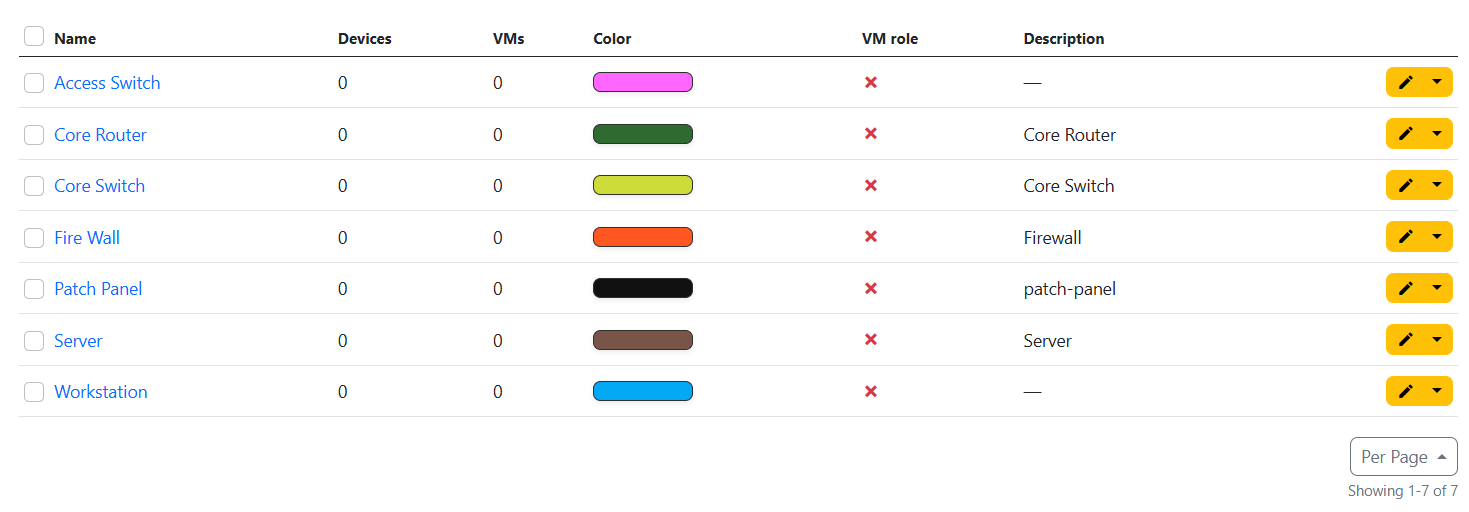 Name Devices VMs Color VM role Description
Access Switch 0 0 —
Core Router 0 0 Core Router
Core Switch 0 0 Core Switch
Fire Wall 0 0 Firewall
Patch Panel 0 0 patch-panel
Server 0 0 Server
Workstation 0 0 —
Per Page
Showing 1-7 of 7